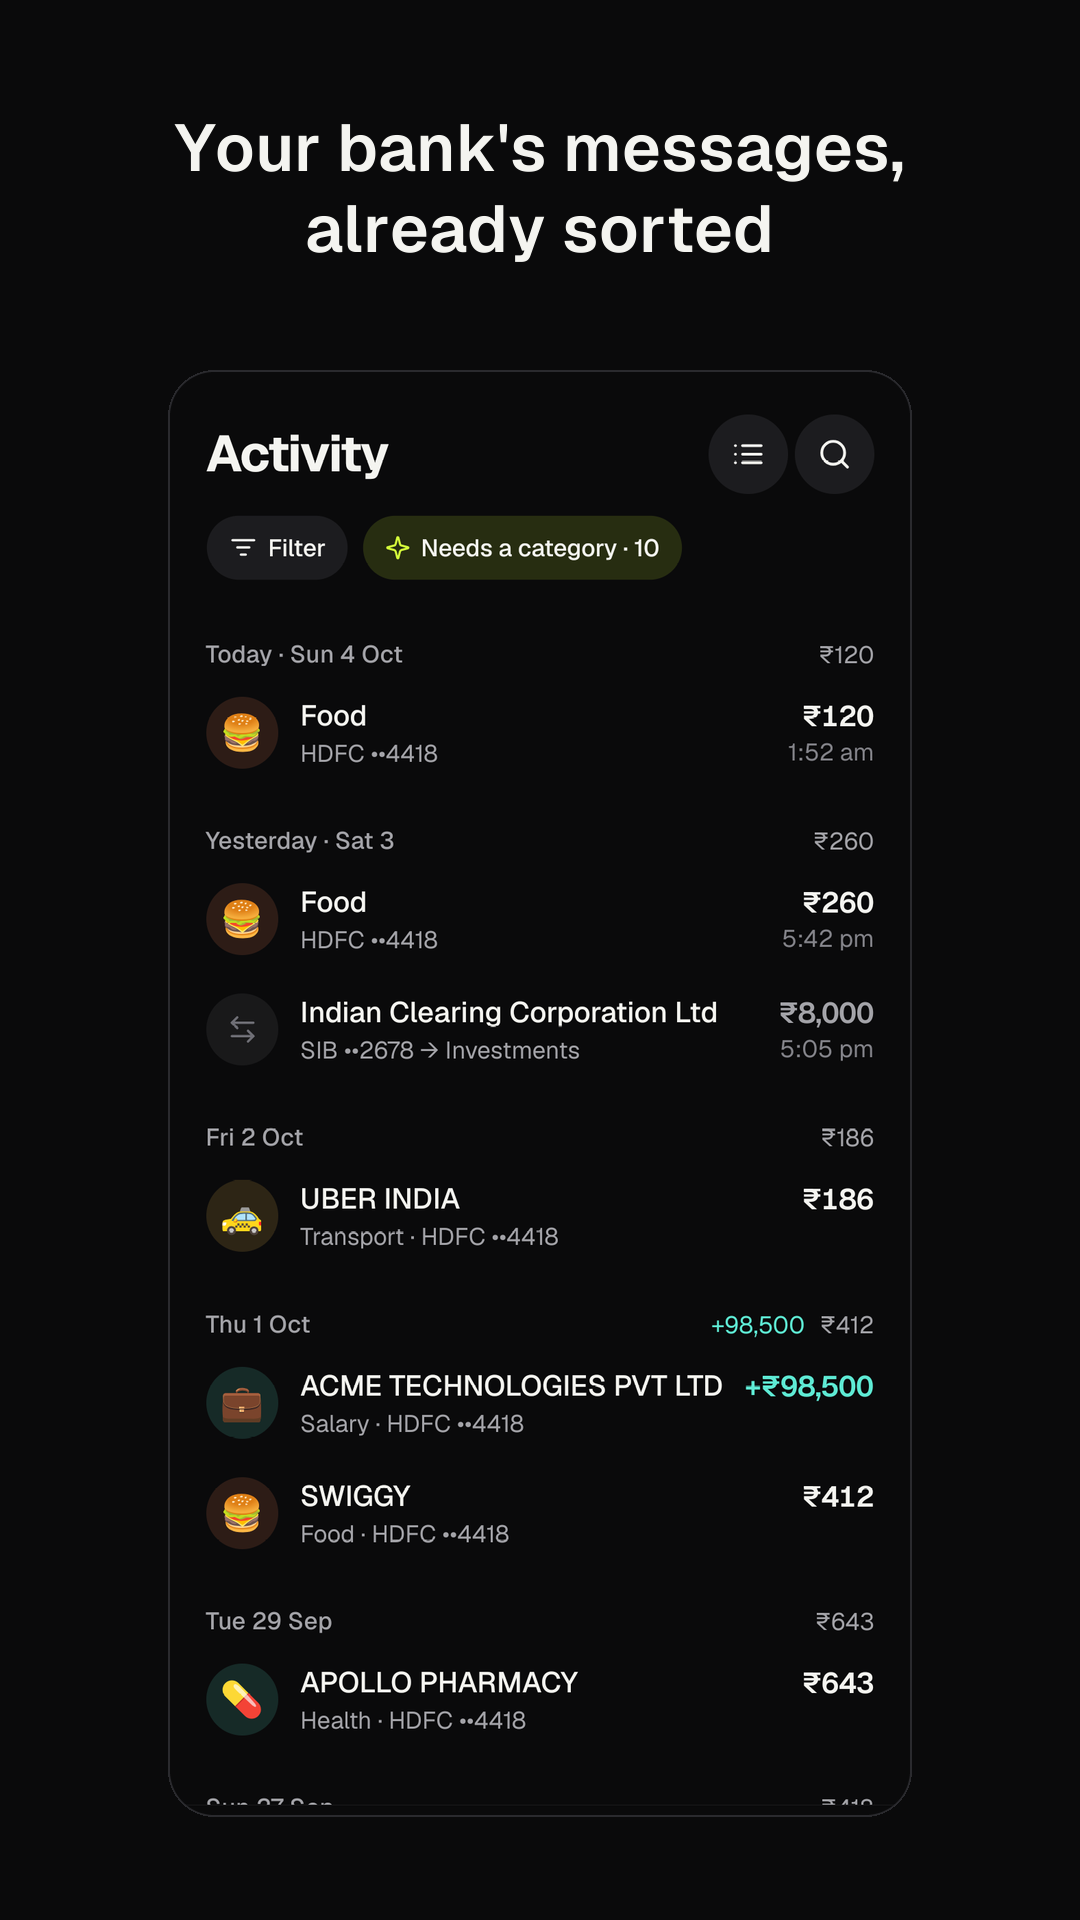 Your bank's messages,
already sorted
Activity
Filter
Needs a category · 10
Today · Sun 4 Oct ₹120
Food ₹120
HDFC ••4418 1:52 am
Yesterday · Sat 3 ₹260
Food ₹260
HDFC ••4418 5:42 pm
Indian Clearing Corporation Ltd ₹8,000
SIB ••2678 → Investments 5:05 pm
Fri 2 Oct ₹186
UBER INDIA ₹186
Transport · HDFC ••4418
Thu 1 Oct +98,500 ₹412
ACME TECHNOLOGIES PVT LTD +₹98,500
Salary · HDFC ••4418
SWIGGY ₹412
Food · HDFC ••4418
Tue 29 Sep ₹643
APOLLO PHARMACY ₹643
Health · HDFC ••4418